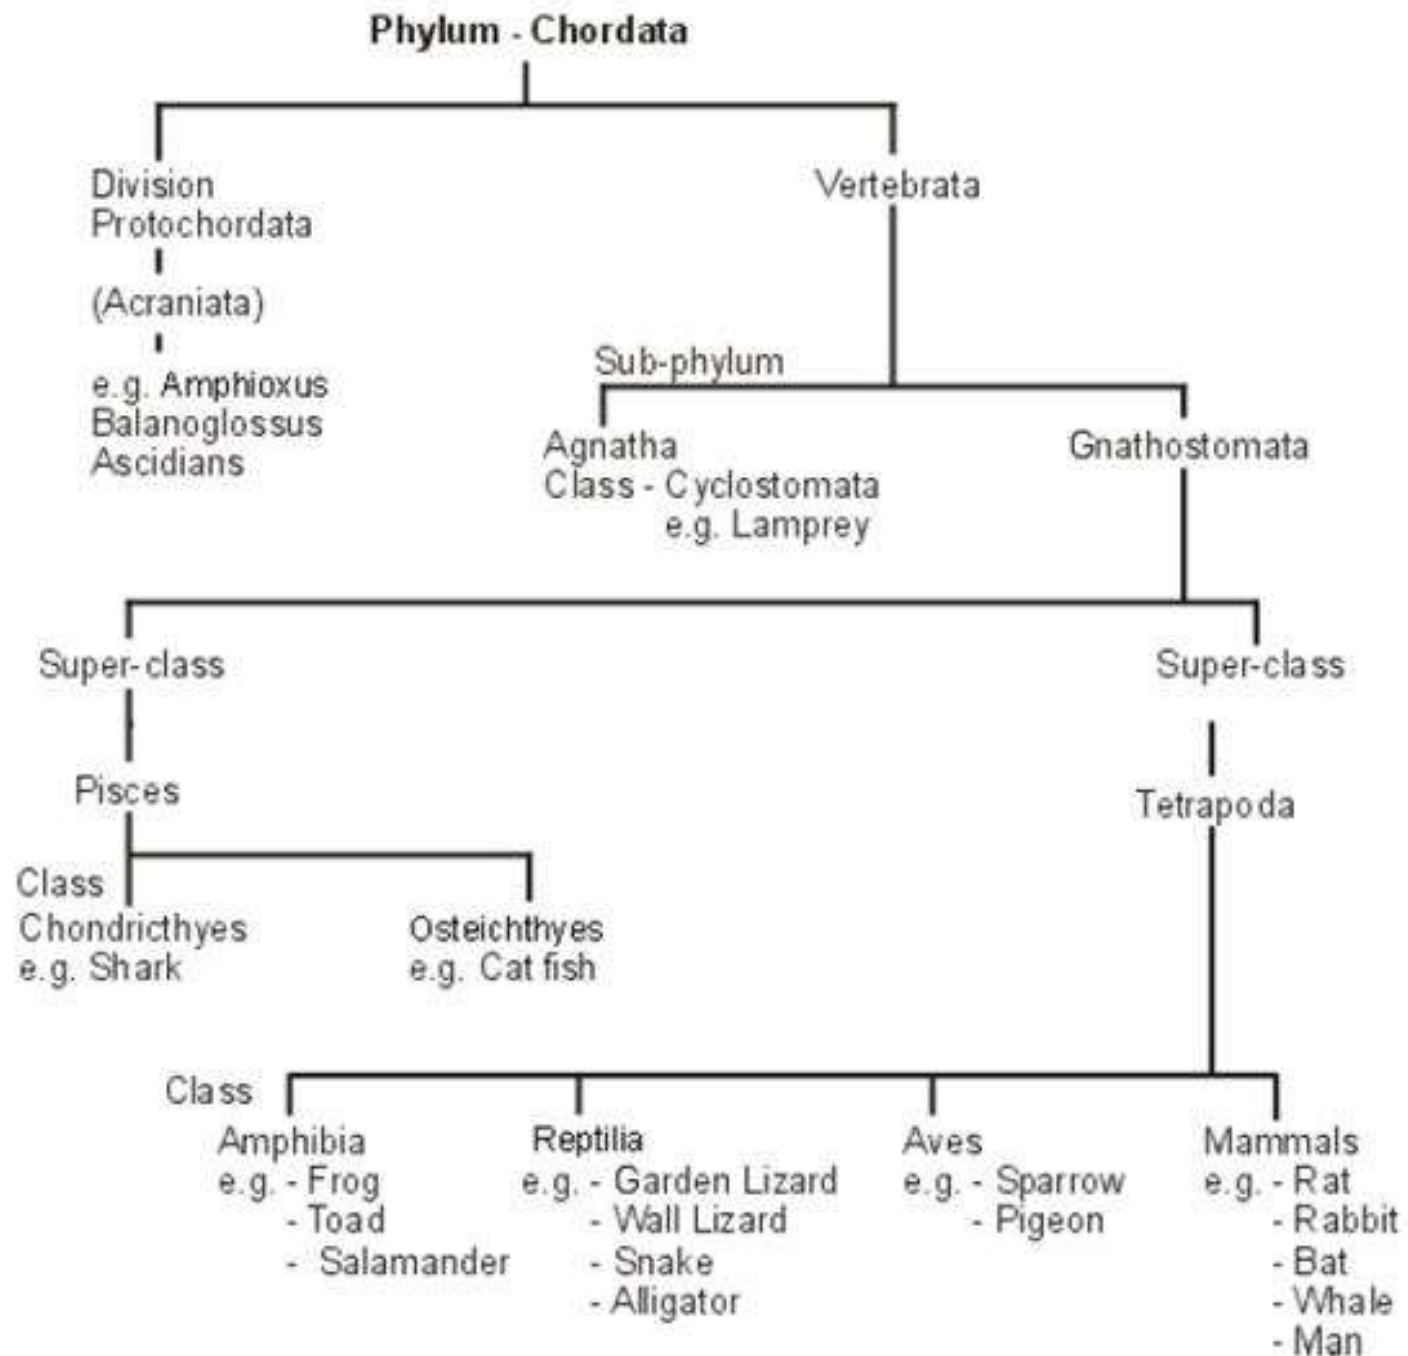 Phylum - Chordata
Division
Protochordata
(Acraniata)
e.g. Amphioxus
Balanoglossus
Ascidians
Vertebrata
Sub-phylum
Agnatha
Class - Cyclostomata
e.g. Lamprey
Gnathostomata
Super-class
Pisces
Class
Chondricthyes
e.g. Shark
Osteichthyes
e.g. Cat fish
Super-class
Tetrapoda
Class
Amphibia
e.g. - Frog
- Toad
- Salamander
Reptilia
e.g. - Garden Lizard
- Wall Lizard
- Snake
- Alligator
Aves
e.g. - Sparrow
- Pigeon
Mammals
e.g. - Rat
- Rabbit
- Bat
- Whale
- Man